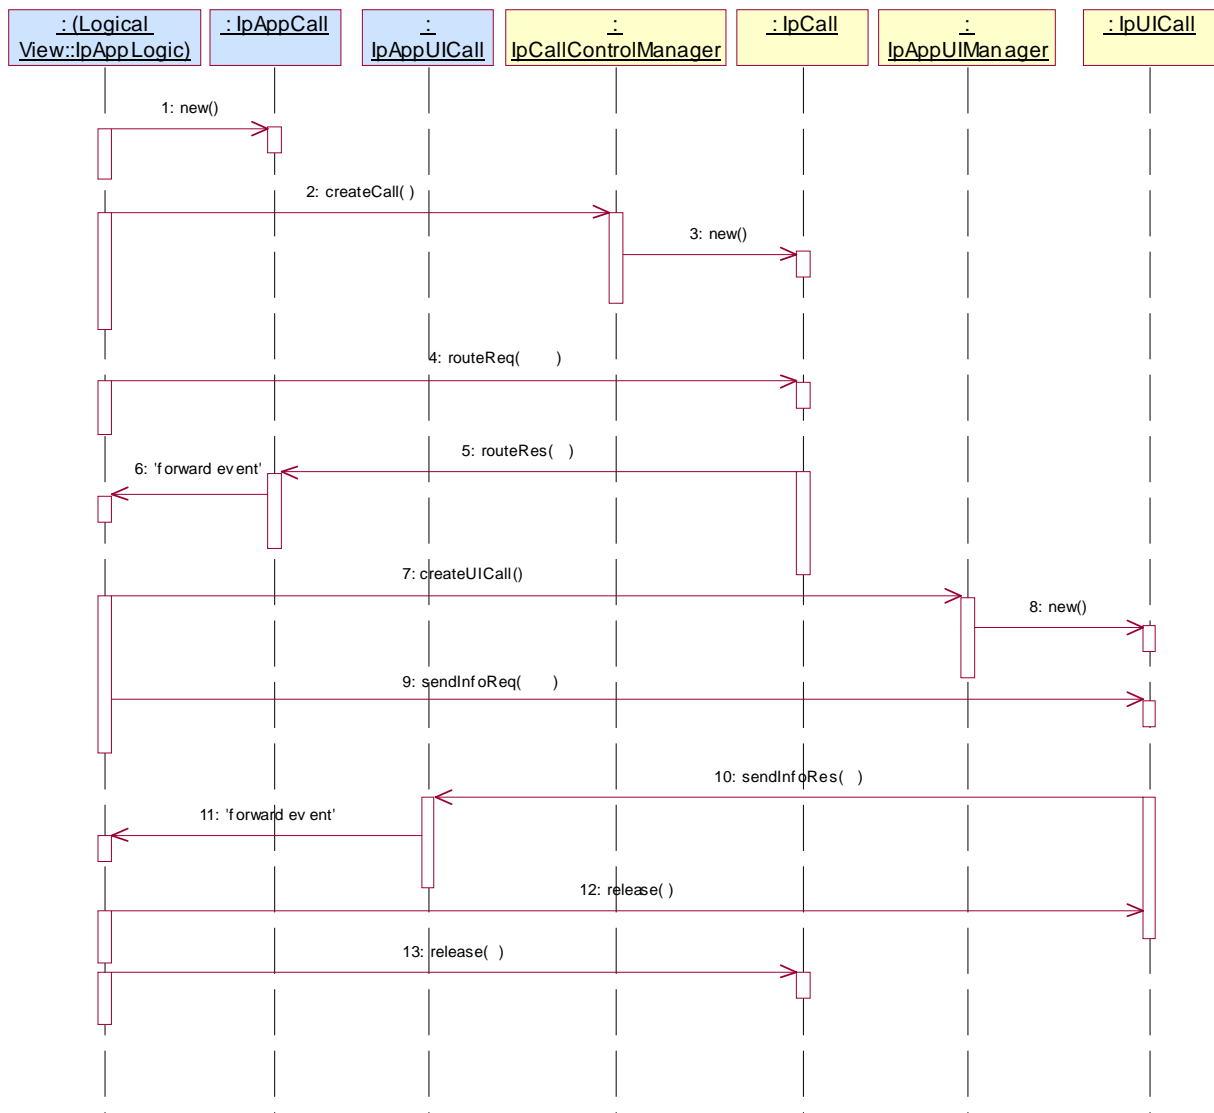 : (Logical
View::IpAppLogic)
: IpAppCall
:
IpAppUICall
:
IpCallControlManager
: IpCall
:
IpAppUIManager
: IpUICall
1: new()
2: createCall( )
3: new()
4: routeReq( )
5: routeRes( )
6: 'forward event'
7: createUICall()
8: new()
9: sendInfoReq( )
10: sendInfoRes( )
11: 'forward event'
12: release( )
13: release( )